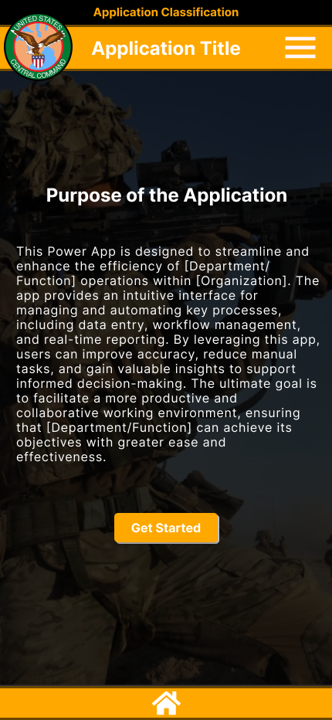 Application Classification
UNITED STATES
CENTRAL COMMAND
Application Title
Purpose of the Application
This Power App is designed to streamline and
enhance the efficiency of [Department/
Function] operations within [Organization]. The
app provides an intuitive interface for
managing and automating key processes,
including data entry, workflow management,
and real-time reporting. By leveraging this app,
users can improve accuracy, reduce manual
tasks, and gain valuable insights to support
informed decision-making. The ultimate goal is
to facilitate a more productive and
collaborative working environment, ensuring
that [Department/Function] can achieve its
objectives with greater ease and
effectiveness.
Get Started